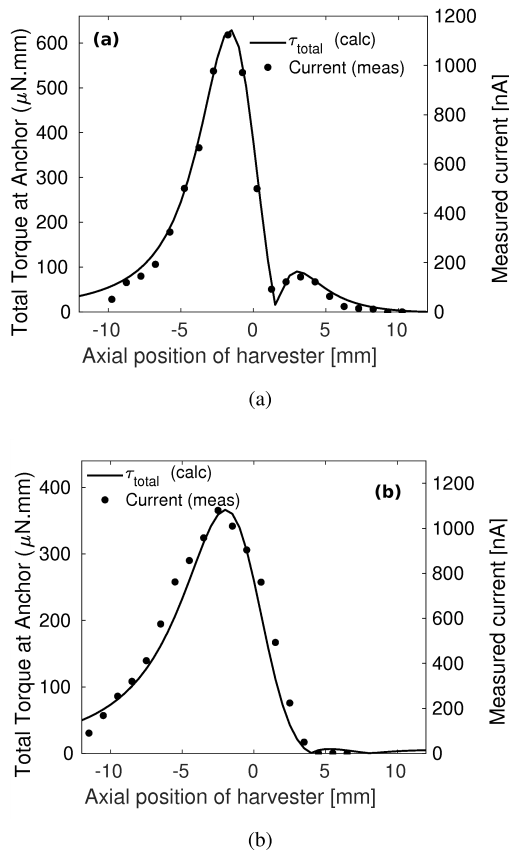 (a)
τtotal (calc)
Current (meas)
Total Torque at Anchor (μN.mm)
600
500
400
300
200
100
0
Measured current [nA]
1200
1000
800
600
400
200
0
-10 -5 0 5 10
Axial position of harvester [mm]
(a)
τtotal (calc)
Current (meas)
(b)
Total Torque at Anchor (μN.mm)
400
300
200
100
0
Measured current [nA]
1200
1000
800
600
400
200
0
-10 -5 0 5 10
Axial position of harvester [mm]
(b)